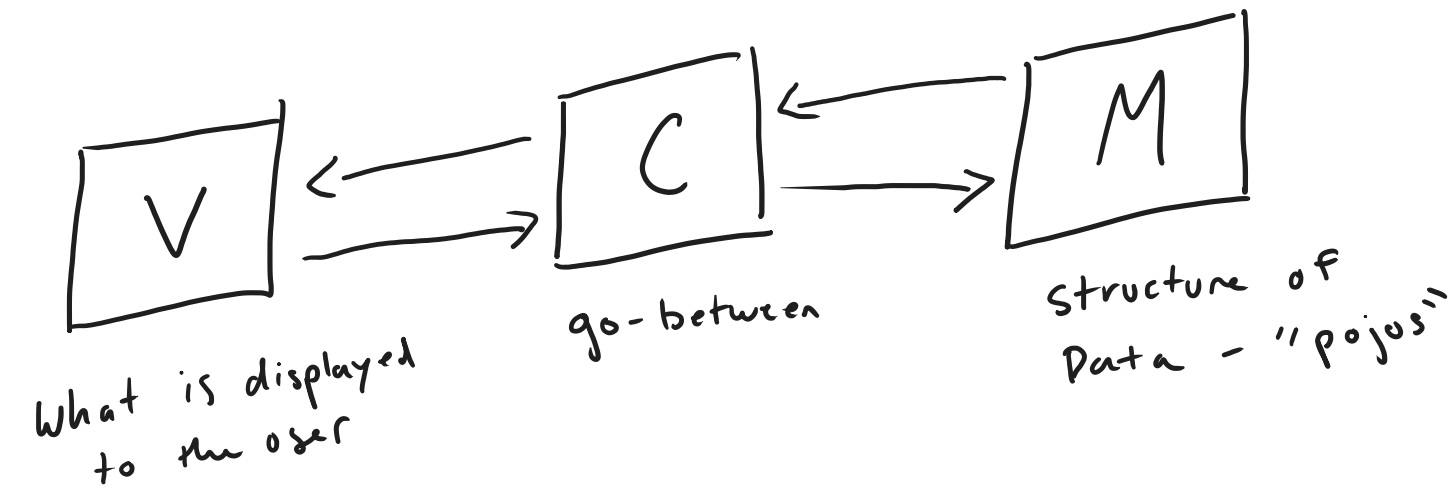 V
C
M
What is displayed
to the user
go-between
Structure of
Data - "pojos"